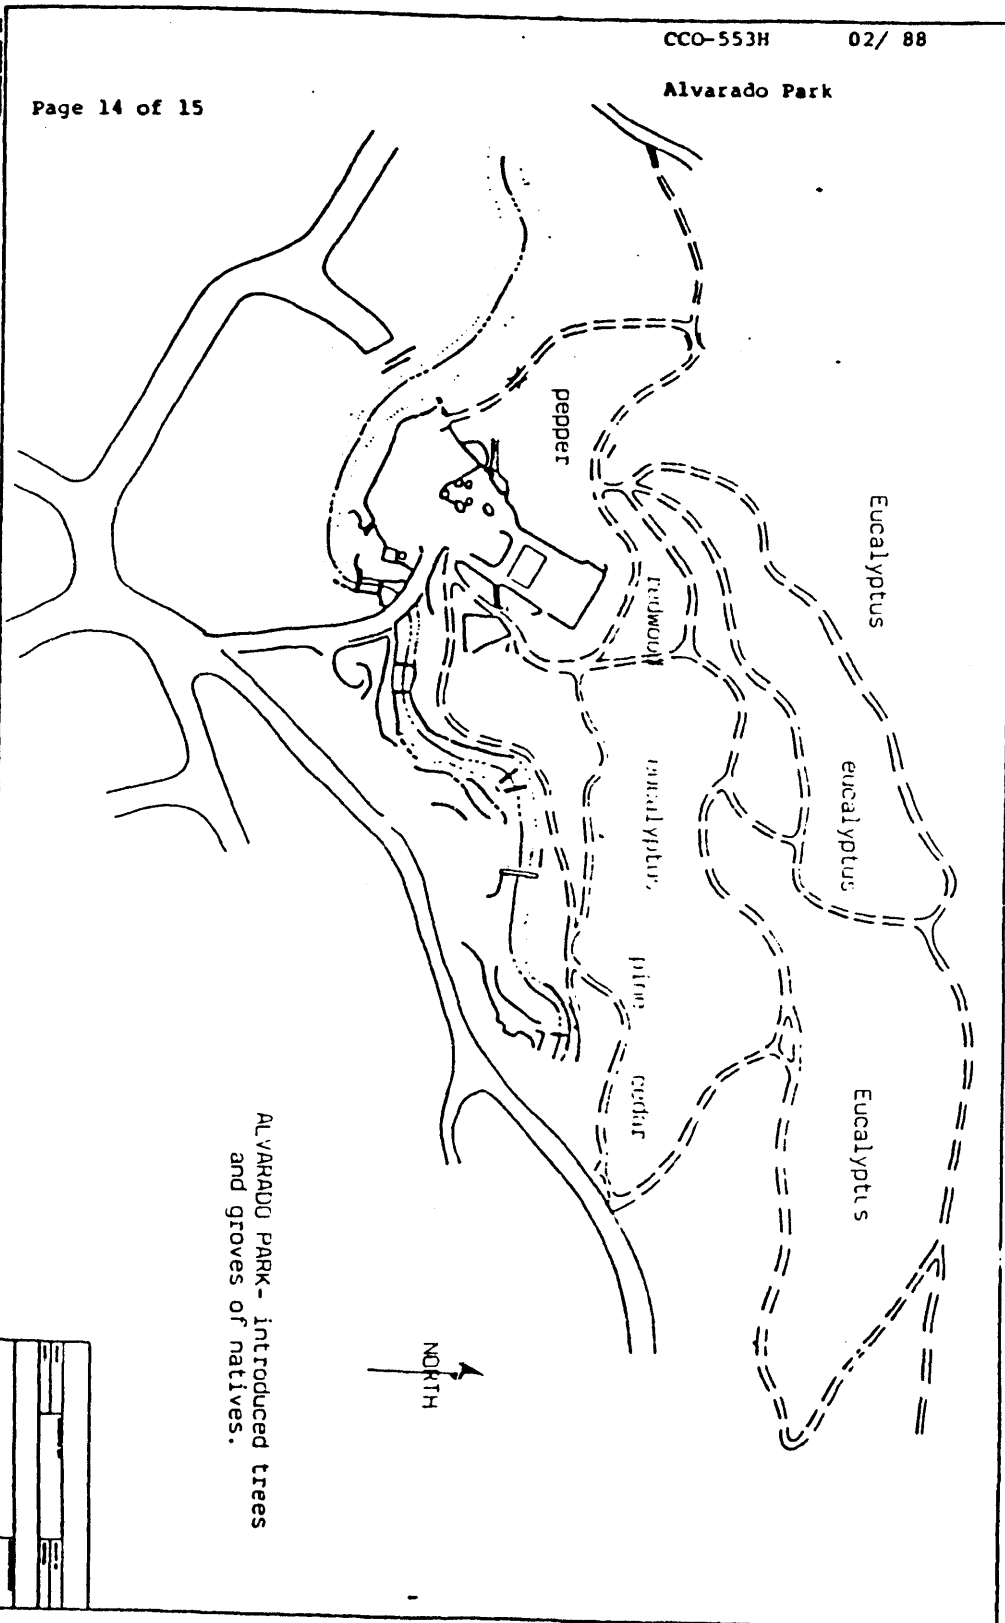 CCO-553H 02/ 88
Alvarado Park
Page 14 of 15
Eucalyptus
eucalyptus
Eucalyptus
pepper
redwood
eucalyptus,
pine
cedar
NORTH
ALVARADO PARK- introduced trees
and groves of natives.